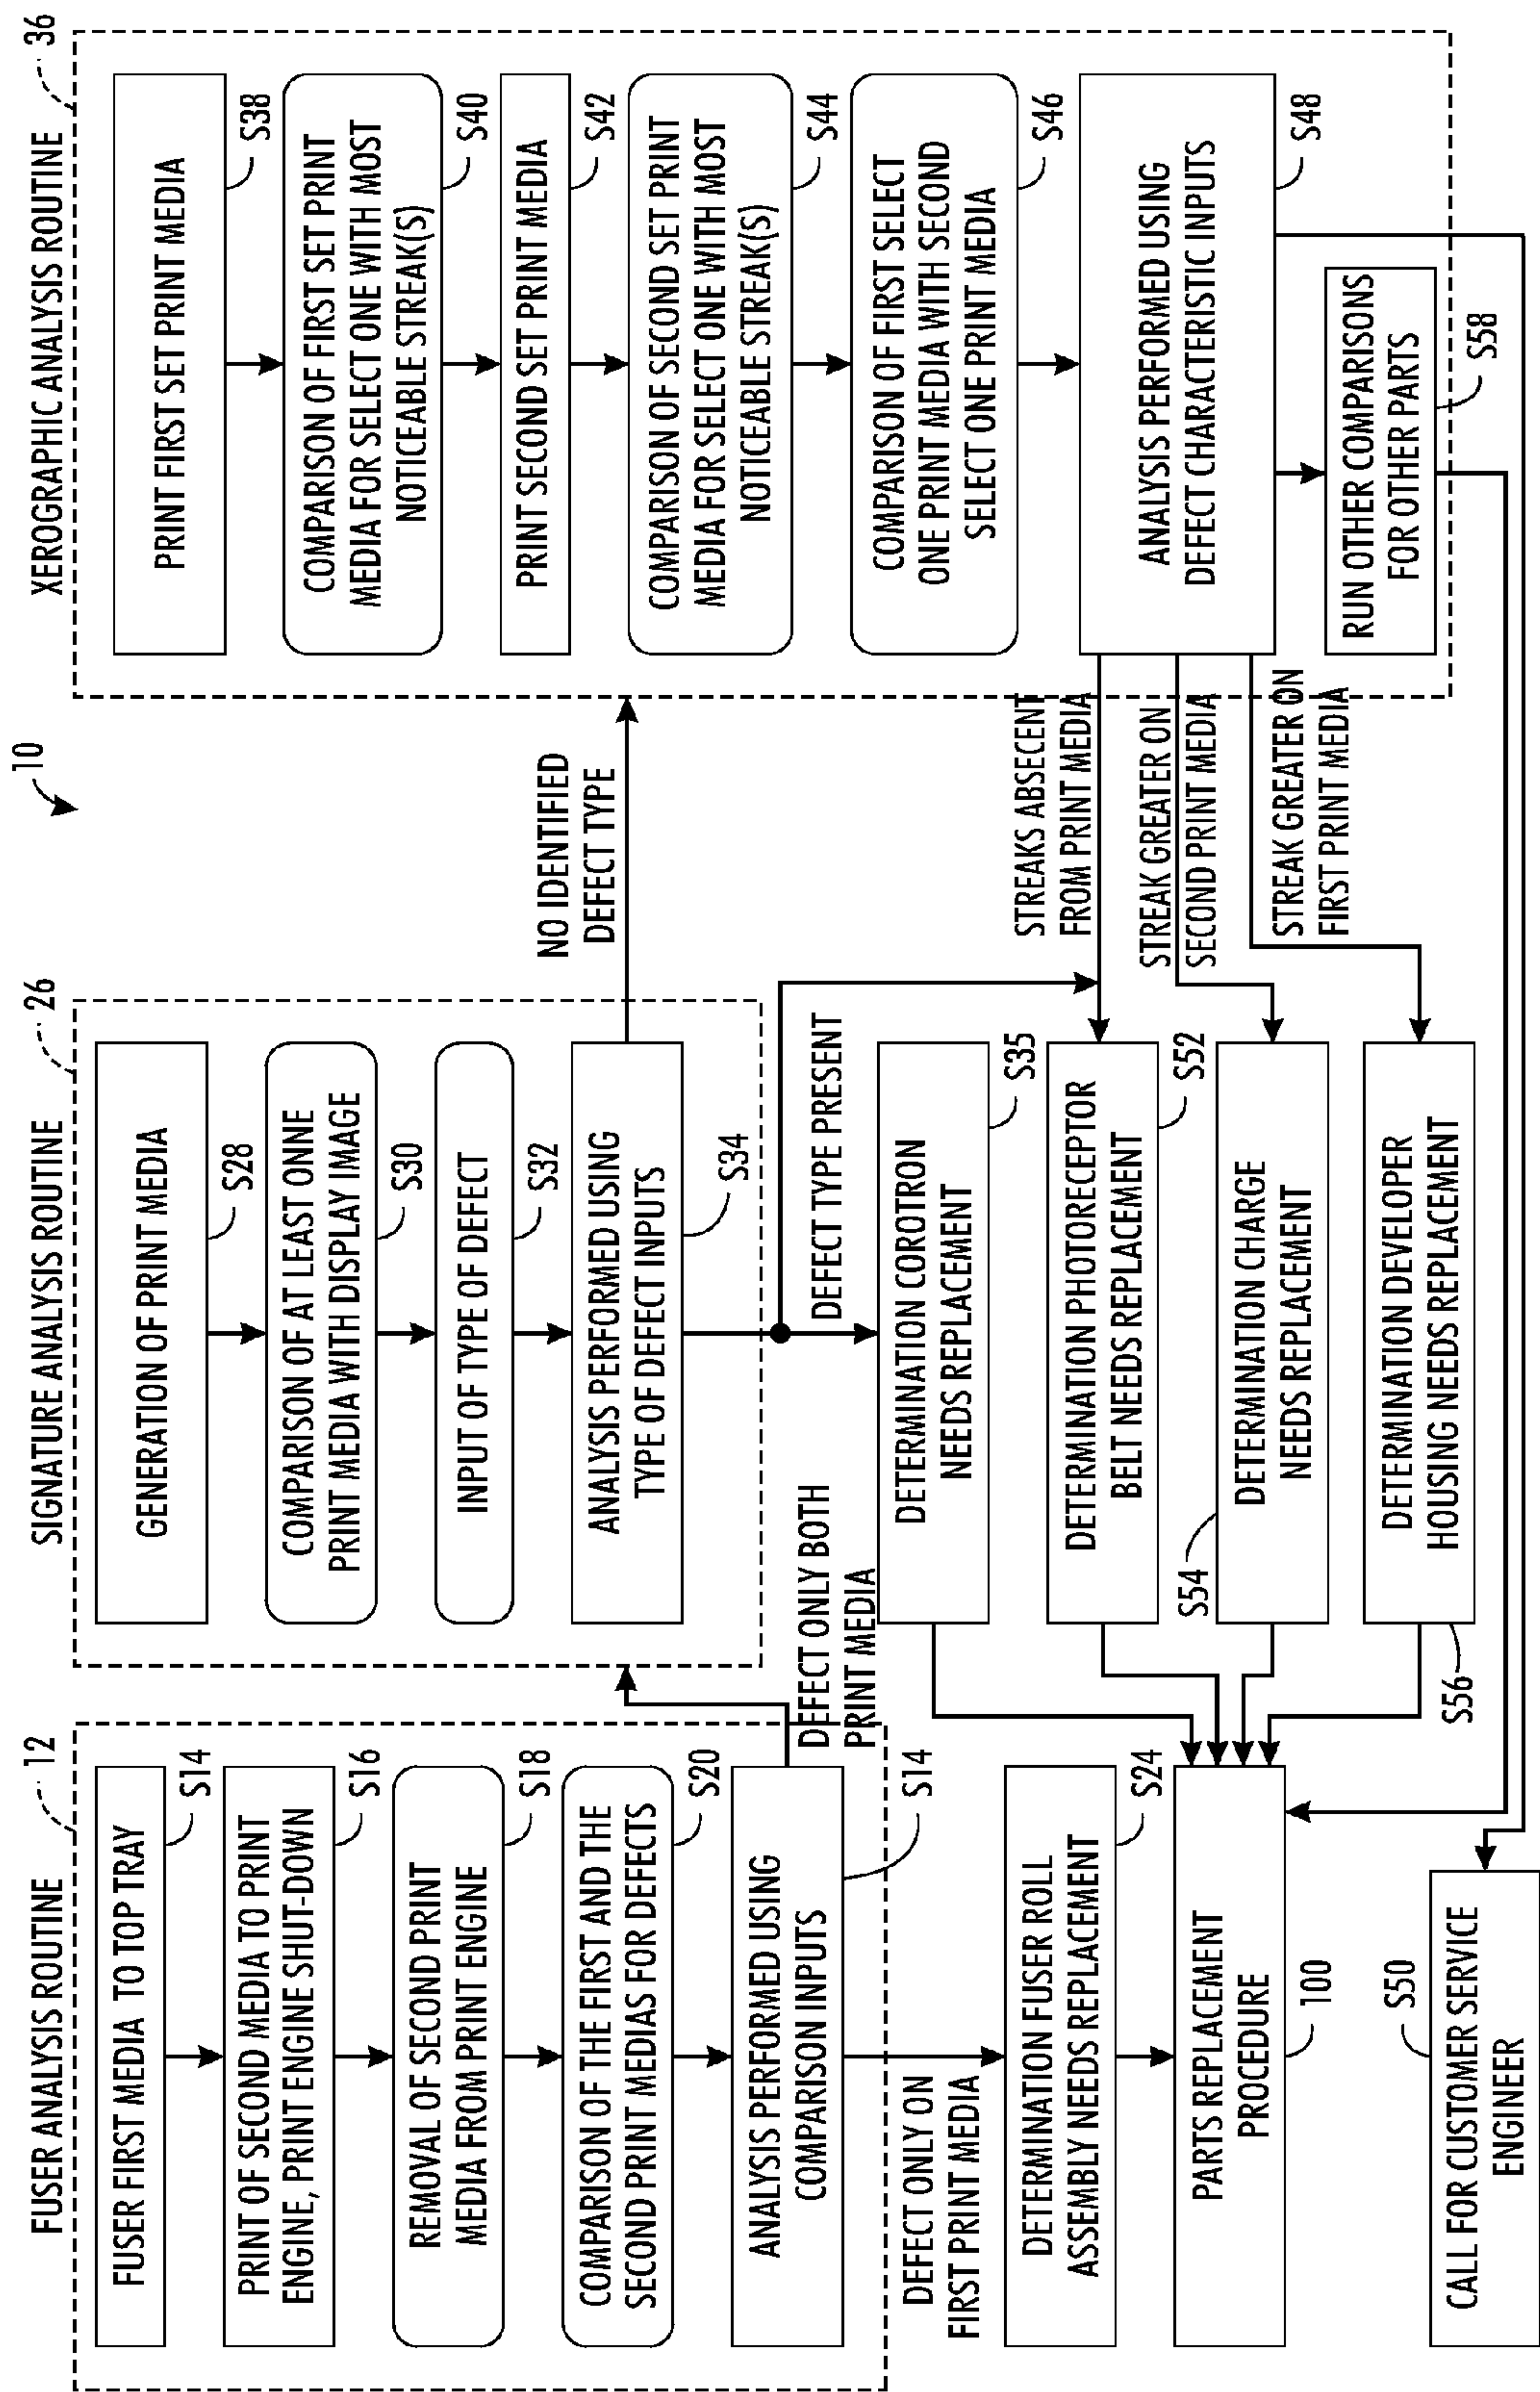 10
FUSER ANALYSIS ROUTINE
12
FUSER FIRST MEDIA TO TOP TRAY
S14
PRINT OF SECOND MEDIA TO PRINT
ENGINE, PRINT ENGINE SHUT-DOWN
S16
REMOVAL OF SECOND PRINT
MEDIA FROM PRINT ENGINE
S18
COMPARISON OF THE FIRST AND THE
SECOND PRINT MEDIAS FOR DEFECTS
S20
ANALYSIS PERFORMED USING
COMPARISON INPUTS
S14
DEFECT ONLY ON
FIRST PRINT MEDIA
DEFECT ONLY BOTH
PRINT MEDIA
DETERMINATION FUSER ROLL
ASSEMBLY NEEDS REPLACEMENT
S24
PARTS REPLACEMENT
PROCEDURE
100
CALL FOR CUSTOMER SERVICE
ENGINEER
S50
SIGNATURE ANALYSIS ROUTINE
26
GENERATION OF PRINT MEDIA
S28
COMPARISON OF AT LEAST ONNE
PRINT MEDIA WITH DISPLAY IMAGE
S30
INPUT OF TYPE OF DEFECT
S32
ANALYSIS PERFORMED USING
TYPE OF DEFECT INPUTS
S34
NO IDENTIFIED
DEFECT TYPE
DEFECT TYPE PRESENT
DETERMINATION COROTRON
NEEDS REPLACEMENT
S35
DETERMINATION PHOTORECEPTOR
BELT NEEDS REPLACEMENT
S52
DETERMINATION CHARGE
NEEDS REPLACEMENT
S54
DETERMINATION DEVELOPER
HOUSING NEEDS REPLACEMENT
S56
XEROGRAPHIC ANALYSIS ROUTINE
36
PRINT FIRST SET PRINT MEDIA
S38
COMPARISON OF FIRST SET PRINT
MEDIA FOR SELECT ONE WITH MOST
NOTICEABLE STREAK(S)
S40
PRINT SECOND SET PRINT MEDIA
S42
COMPARISON OF SECOND SET PRINT
MEDIA FOR SELECT ONE WITH MOST
NOTICEABLE STREAK(S)
S44
COMPARISON OF FIRST SELECT
ONE PRINT MEDIA WITH SECOND
SELECT ONE PRINT MEDIA
S46
ANALYSIS PERFORMED USING
DEFECT CHARACTERISTIC INPUTS
S48
STREAKS ABSECENT
FROM PRINT MEDIA
STREAK GREATER ON
SECOND PRINT MEDIA
STREAK GREATER ON
FIRST PRINT MEDIA
RUN OTHER COMPARISONS
FOR OTHER PARTS
S58